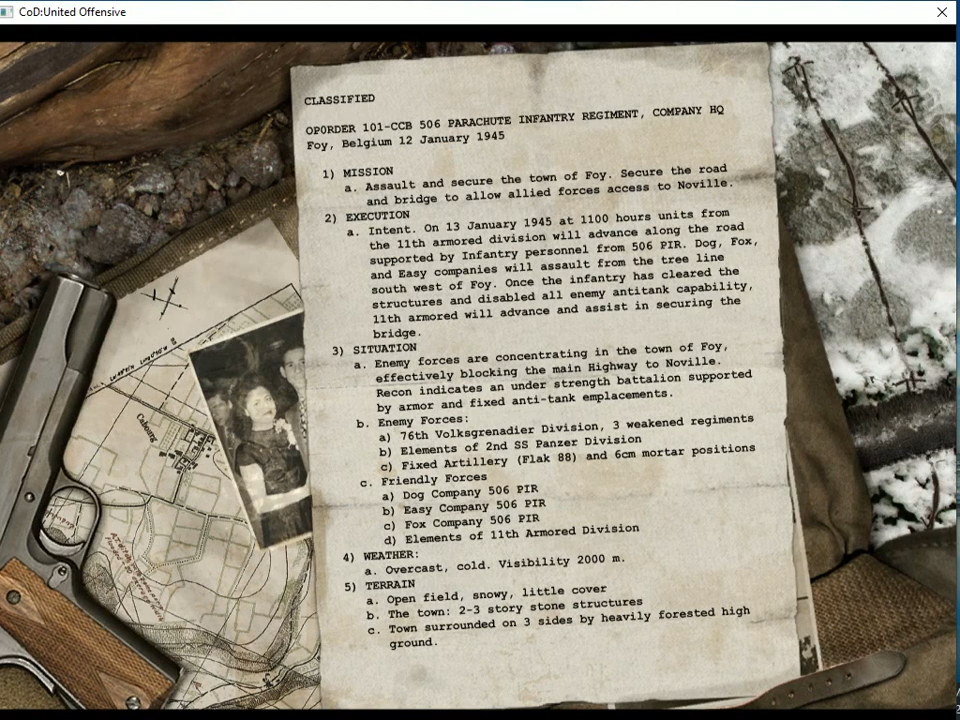 CoD:United Offensive
CLASSIFIED
OPORDER 101-CCB 506 PARACHUTE INFANTRY REGIMENT, COMPANY HQ
Foy, Belgium 12 January 1945
1) MISSION
a. Assault and secure the town of Foy. Secure the road
and bridge to allow allied forces access to Noville.
2) EXECUTION
a. Intent. On 13 January 1945 at 1100 hours units from
the 11th armored division will advance along the road
supported by Infantry personnel from 506 PIR. Dog, Fox,
and Easy companies will assault from the tree line
south west of Foy. Once the infantry has cleared the
structures and disabled all enemy antitank capability,
11th armored will advance and assist in securing the
bridge.
3) SITUATION
a. Enemy forces are concentrating in the town of Foy,
effectively blocking the main Highway to Noville.
Recon indicates an under strength battalion supported
by armor and fixed anti-tank emplacements.
b. Enemy Forces:
a) 76th Volksgrenadier Division, 3 weakened regiments
b) Elements of 2nd SS Panzer Division
c) Fixed Artillery (Flak 88) and 6cm mortar positions
c. Friendly Forces
a) Dog Company 506 PIR
b) Easy Company 506 PIR
c) Fox Company 506 PIR
d) Elements of 11th Armored Division
4) WEATHER:
a. Overcast, cold. Visibility 2000 m.
5) TERRAIN
a. Open field, snowy, little cover
b. The town: 2-3 story stone structures
c. Town surrounded on 3 sides by heavily forested high
ground.
Cabourg